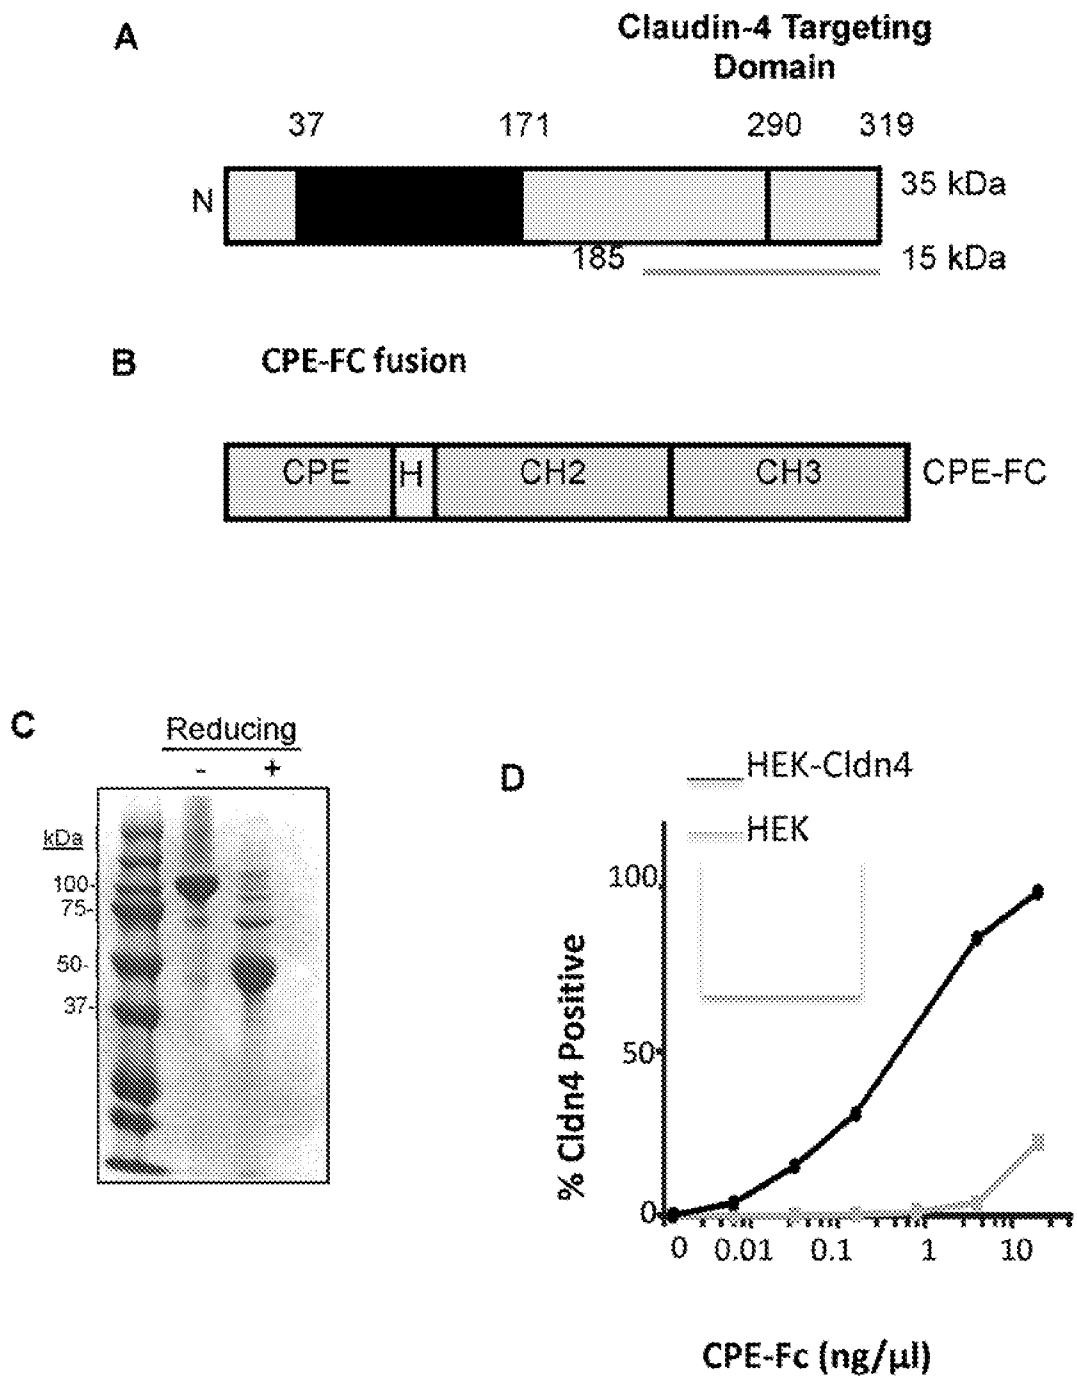 A
Claudin-4 Targeting
Domain
37 171 290 319
N
35 kDa
185
15 kDa
B
CPE-FC fusion
CPE H CH2 CH3
CPE-FC
C
Reducing
- +
kDa
100-
75-
50-
37-
D
HEK-Cldn4
HEK
100
50
0
% Cldn4 Positive
0 0.01 0.1 1 10
CPE-Fc (ng/µl)